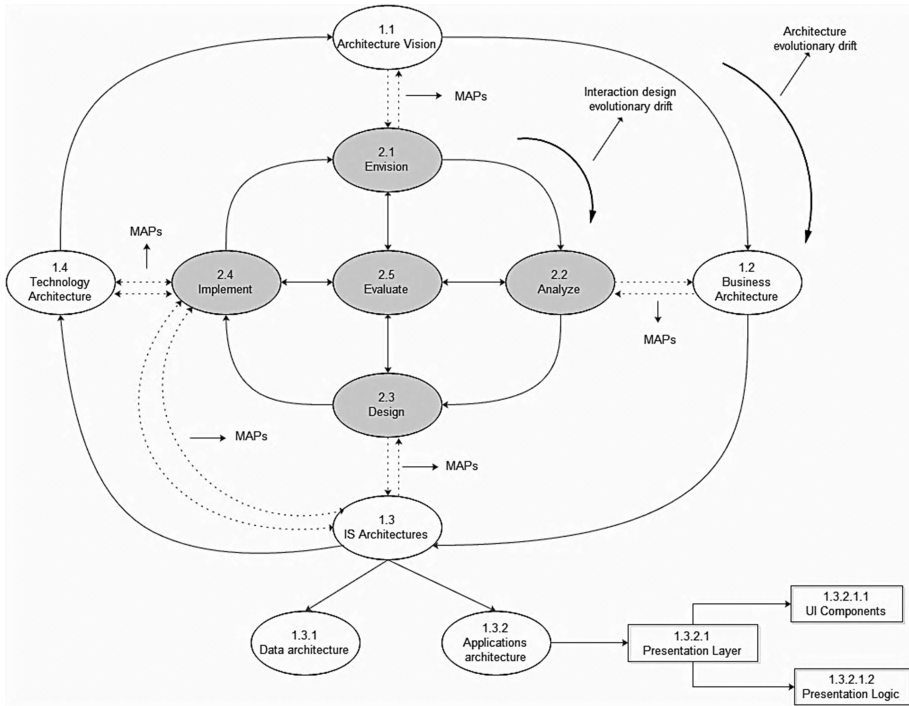 1.1
Architecture Vision
Architecture
evolutionary drift
MAPs
Interaction design
evolutionary drift
2.1
Envision
MAPs
1.4
Technology
Architecture
2.4
Implement
2.5
Evaluate
2.2
Analyze
1.2
Business
Architecture
MAPs
2.3
Design
MAPs
MAPs
1.3
IS Architectures
1.3.1
Data architecture
1.3.2
Applications
architecture
1.3.2.1
Presentation Layer
1.3.2.1.1
UI Components
1.3.2.1.2
Presentation Logic